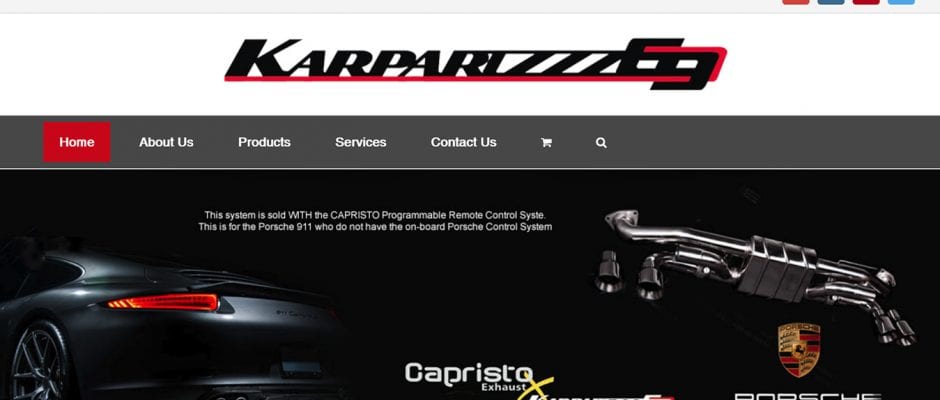 KARPARTZZZ69
Home About Us Products Services Contact Us
This system is sold WITH the CAPRISTO Programmable Remote Control Syste.
This is for the Porsche 911 who do not have the on-board Porsche Control System
PORSCHE
Capristo
Exhaust
PORSCHE